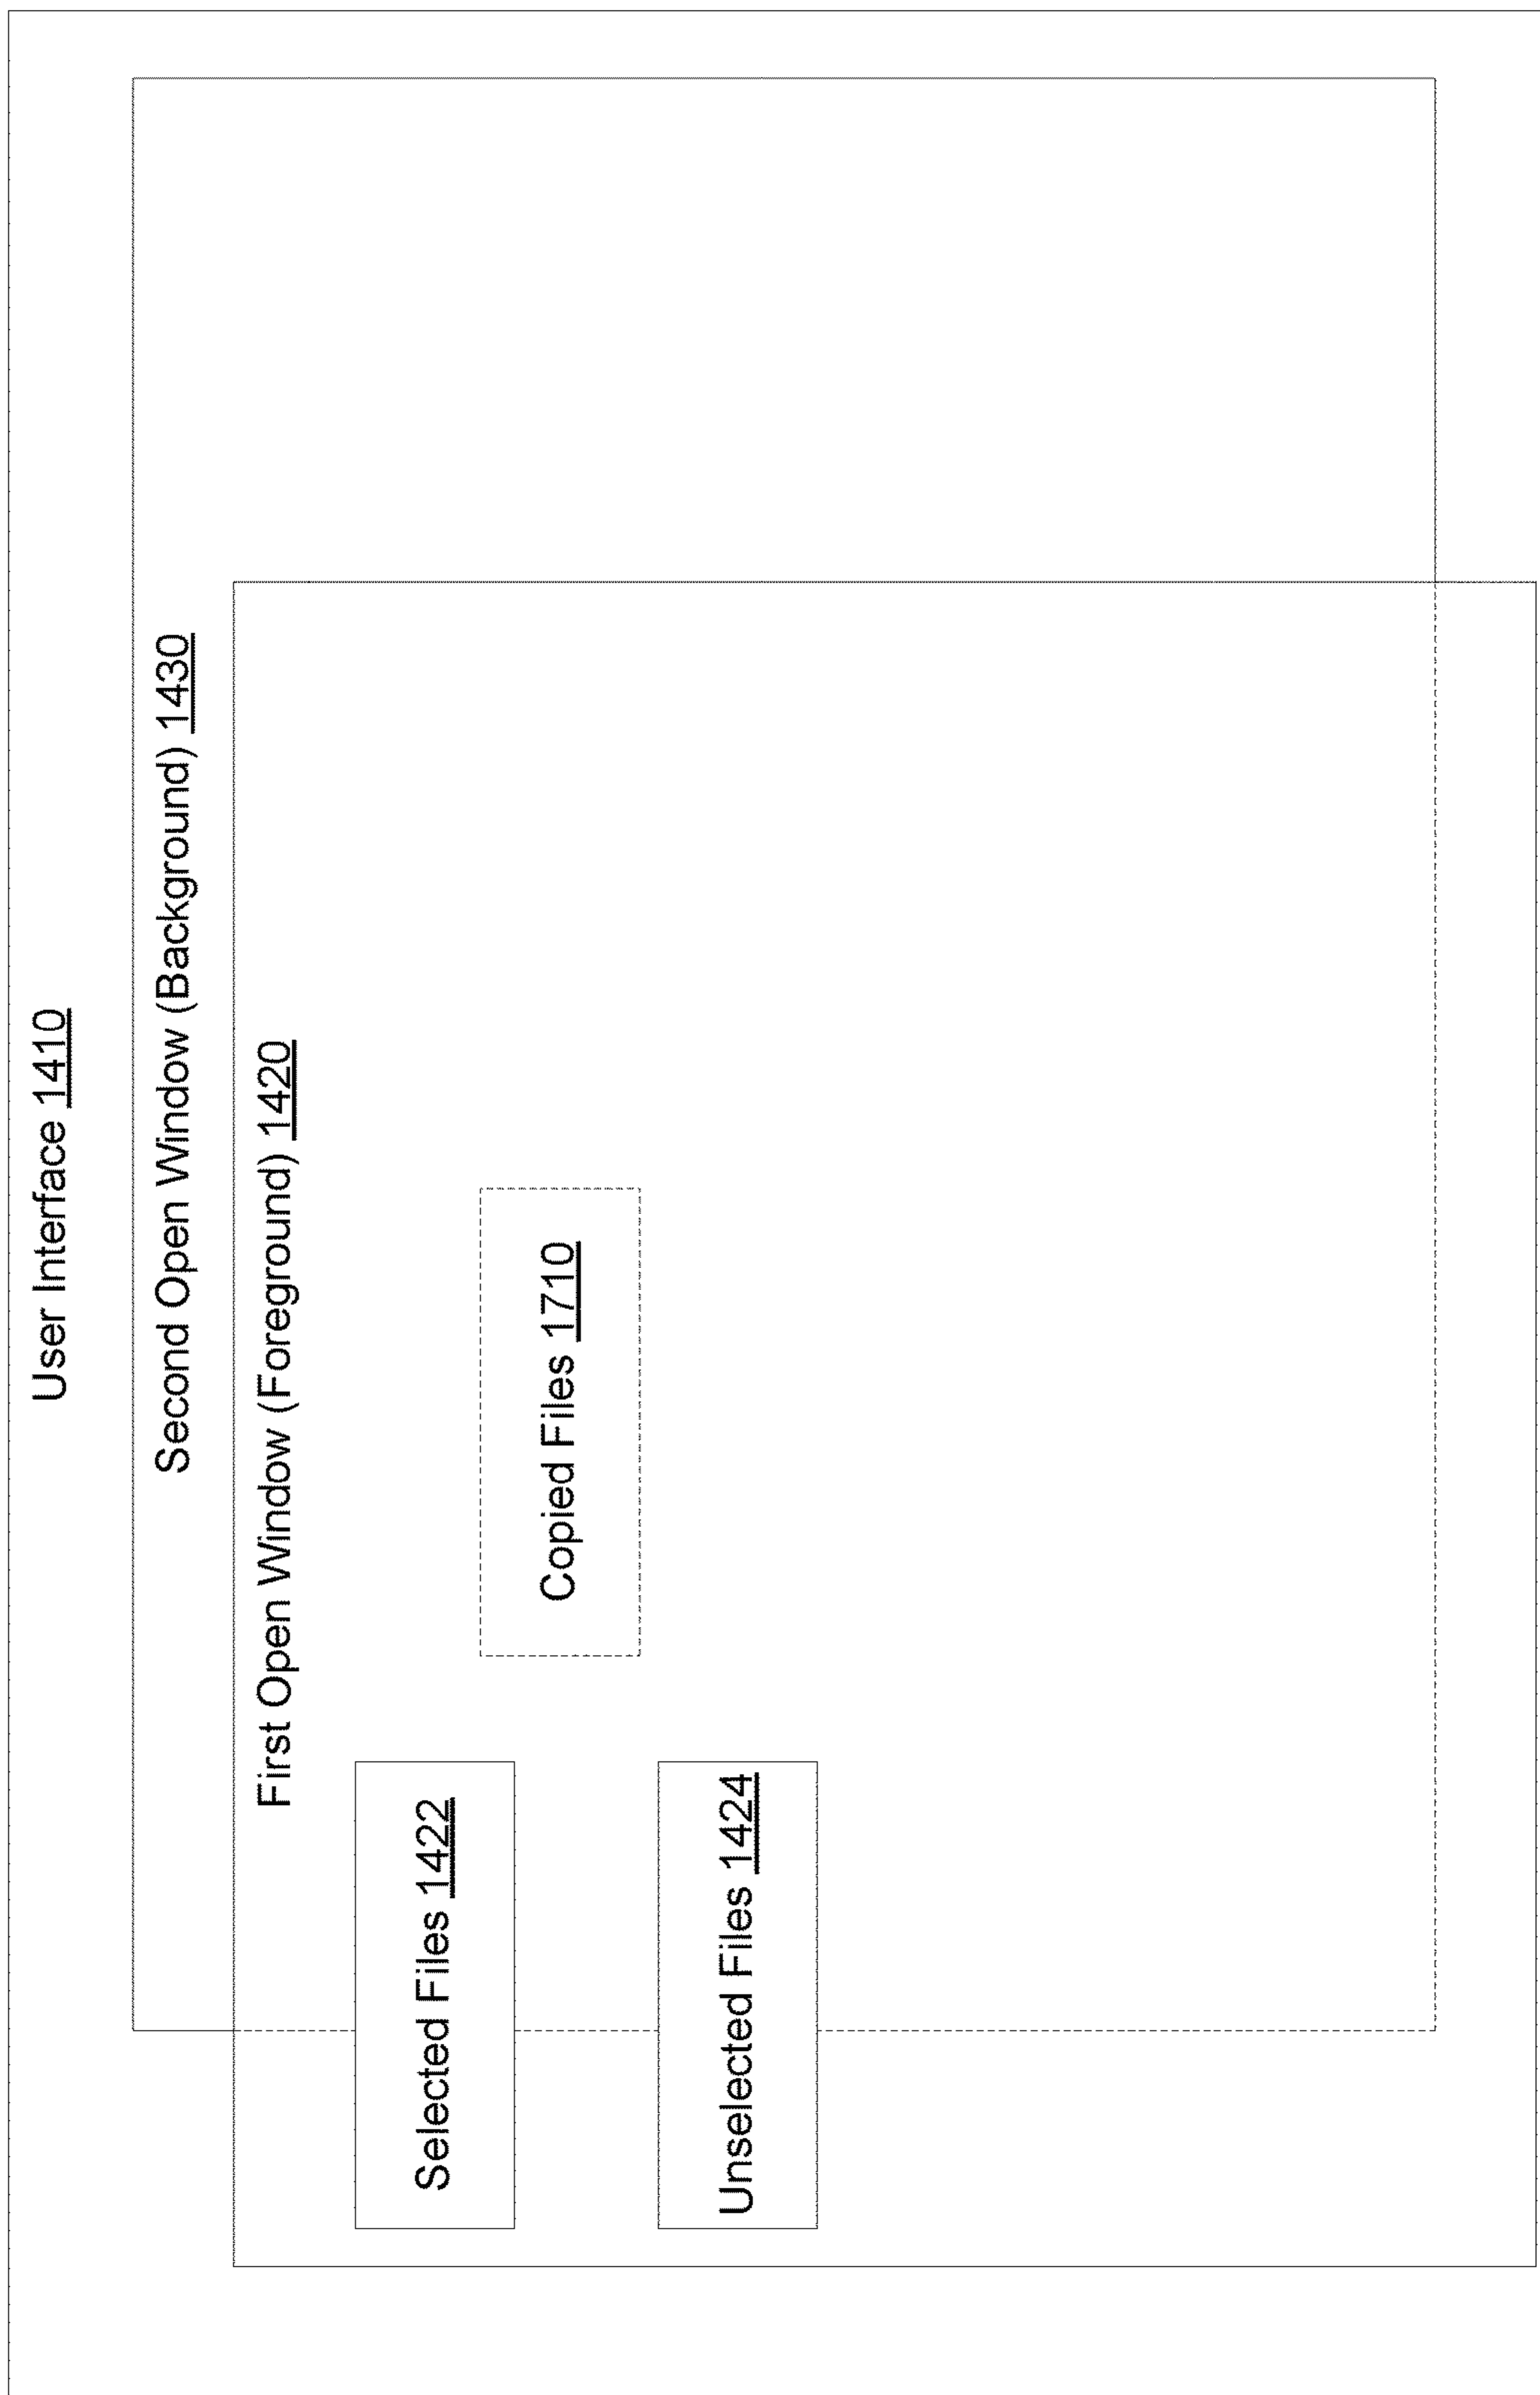 User Interface 1410
Second Open Window (Background) 1430
First Open Window (Foreground) 1420
Selected Files 1422
Copied Files 1710
Unselected Files 1424